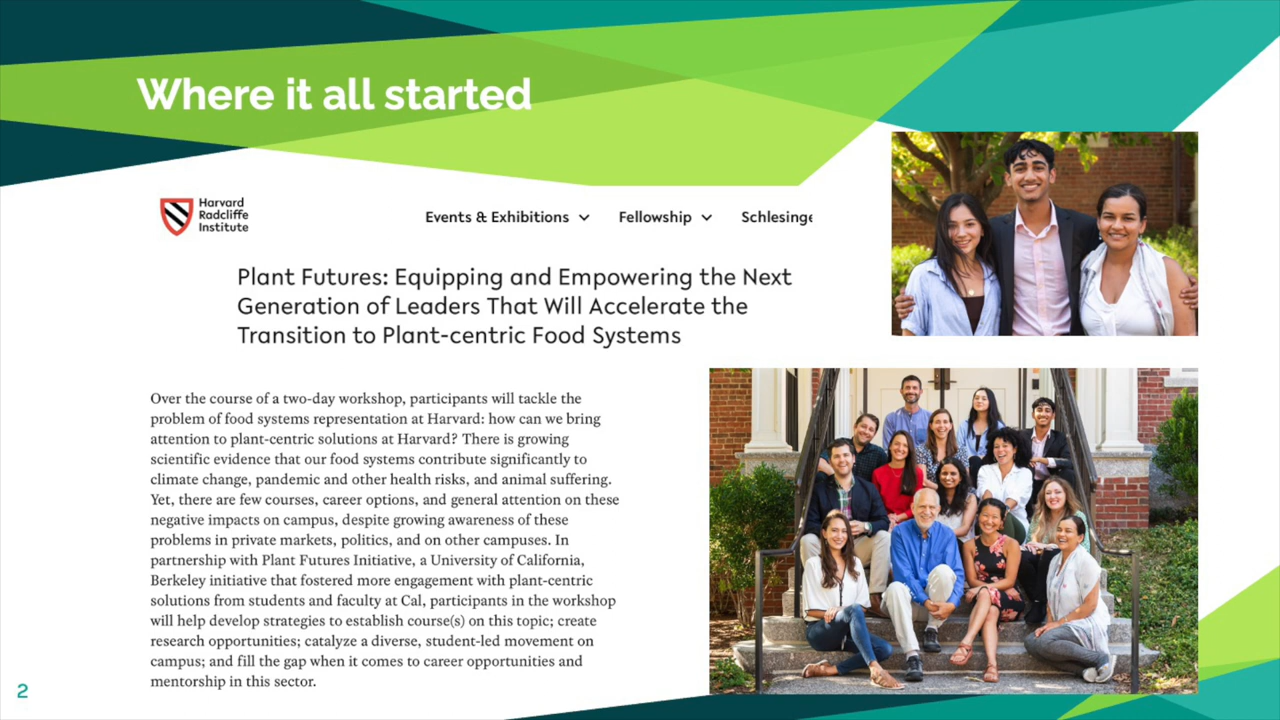 Where it all started
Harvard
Radcliffe
Institute
Events & Exhibitions
Fellowship
Schlesinge
Plant Futures: Equipping and Empowering the Next
Generation of Leaders That Will Accelerate the
Transition to Plant-centric Food Systems
Over the course of a two-day workshop, participants will tackle the
problem of food systems representation at Harvard: how can we bring
attention to plant-centric solutions at Harvard? There is growing
scientific evidence that our food systems contribute significantly to
climate change, pandemic and other health risks, and animal suffering.
Yet, there are few courses, career options, and general attention on these
negative impacts on campus, despite growing awareness of these
problems in private markets, politics, and on other campuses. In
partnership with Plant Futures Initiative, a University of California,
Berkeley initiative that fostered more engagement with plant-centric
solutions from students and faculty at Cal, participants in the workshop
will help develop strategies to establish course(s) on this topic; create
research opportunities; catalyze a diverse, student-led movement on
campus; and fill the gap when it comes to career opportunities and
mentorship in this sector.
2